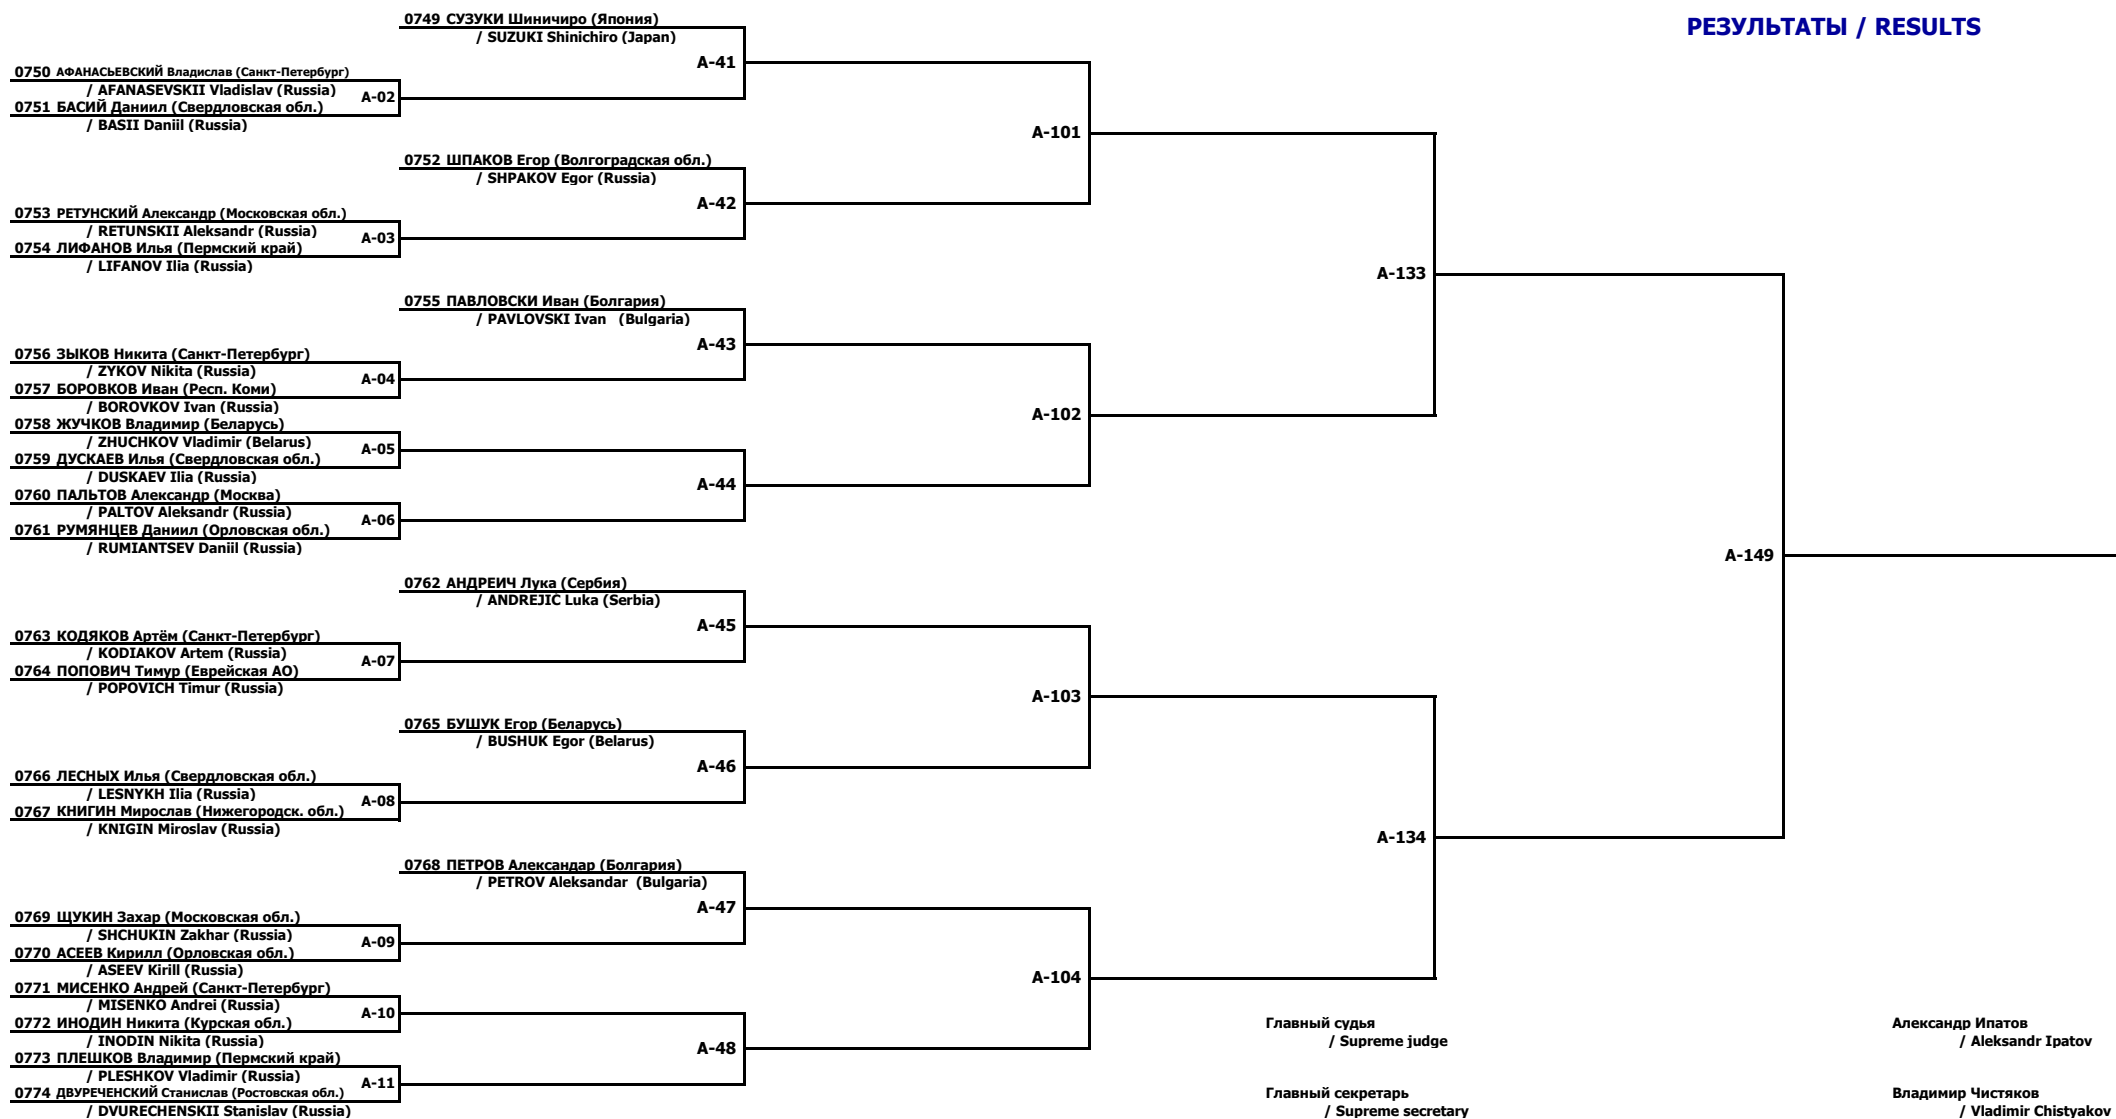 РЕЗУЛЬТАТЫ / RESULTS
0749 СУЗУКИ Шиничиро (Япония)
/ SUZUKI Shinichiro (Japan)
A-41
0750 АФАНАСЬЕВСКИЙ Владислав (Санкт-Петербург)
/ AFANASEVSKII Vladislav (Russia)
A-02
0751 БАСИЙ Даниил (Свердловская обл.)
/ BASII Daniil (Russia)
A-101
0752 ШПАКОВ Егор (Волгоградская обл.)
/ SHPAKOV Egor (Russia)
A-42
0753 РЕТУНСКИЙ Александр (Московская обл.)
/ RETUNSKII Aleksandr (Russia)
A-03
0754 ЛИФАНОВ Илья (Пермский край)
/ LIFANOV Ilia (Russia)
A-133
0755 ПАВЛОВСКИ Иван (Болгария)
/ PAVLOVSKI Ivan (Bulgaria)
A-43
0756 ЗЫКОВ Никита (Санкт-Петербург)
/ ZYKOV Nikita (Russia)
A-04
0757 БОРОВКОВ Иван (Респ. Коми)
/ BOROVKOV Ivan (Russia)
A-102
0758 ЖУЧКОВ Владимир (Беларусь)
/ ZHUCHKOV Vladimir (Belarus)
A-05
0759 ДУСКАЕВ Илья (Свердловская обл.)
/ DUSKAEV Ilia (Russia)
A-44
0760 ПАЛЬТОВ Александр (Москва)
/ PALTOV Aleksandr (Russia)
A-06
0761 РУМЯНЦЕВ Даниил (Орловская обл.)
/ RUMIANTSEV Daniil (Russia)
A-149
0762 АНДРЕИЧ Лука (Сербия)
/ ANDREJIĆ Luka (Serbia)
A-45
0763 КОДЯКОВ Артём (Санкт-Петербург)
/ KODIAKOV Artem (Russia)
A-07
0764 ПОПОВИЧ Тимур (Еврейская АО)
/ POPOVICH Timur (Russia)
A-103
0765 БУШУК Егор (Беларусь)
/ BUSHUK Egor (Belarus)
A-46
0766 ЛЕСНЫХ Илья (Свердловская обл.)
/ LESNYKH Ilia (Russia)
A-08
0767 КНИГИН Мирослав (Нижегородск. обл.)
/ KNIGIN Miroslav (Russia)
A-134
0768 ПЕТРОВ Александар (Болгария)
/ PETROV Aleksandar (Bulgaria)
A-47
0769 ЩУКИН Захар (Московская обл.)
/ SHCHUKIN Zakhar (Russia)
A-09
0770 АСЕЕВ Кирилл (Орловская обл.)
/ ASEEV Kirill (Russia)
A-104
0771 МИСЕНКО Андрей (Санкт-Петербург)
/ MISENKO Andrei (Russia)
A-10
0772 ИНОДИН Никита (Курская обл.)
/ INODIN Nikita (Russia)
A-48
0773 ПЛЕШКОВ Владимир (Пермский край)
/ PLESHKOV Vladimir (Russia)
A-11
0774 ДВУРЕЧЕНСКИЙ Станислав (Ростовская обл.)
/ DVURECHENSKII Stanislav (Russia)
Главный судья
/ Supreme judge
Александр Ипатов
/ Aleksandr Ipatov
Главный секретарь
/ Supreme secretary
Владимир Чистяков
/ Vladimir Chistyakov